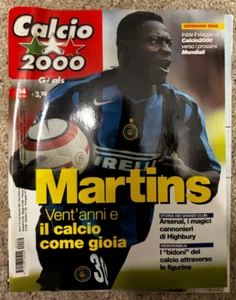 Calcio
2000
GERMANIA 2006
Inizia il viaggio di
Calcio2000
verso i prossimi
Mondiali
PIRELLI
Martins
Vent'anni e
il calcio
come gioia
STORIA DEI GRANDI CLUB
Arsenal, i magici
cannonieri
di Highbury
MEMORABILIA
I "bidoni" del
calcio attraverso
le figurine